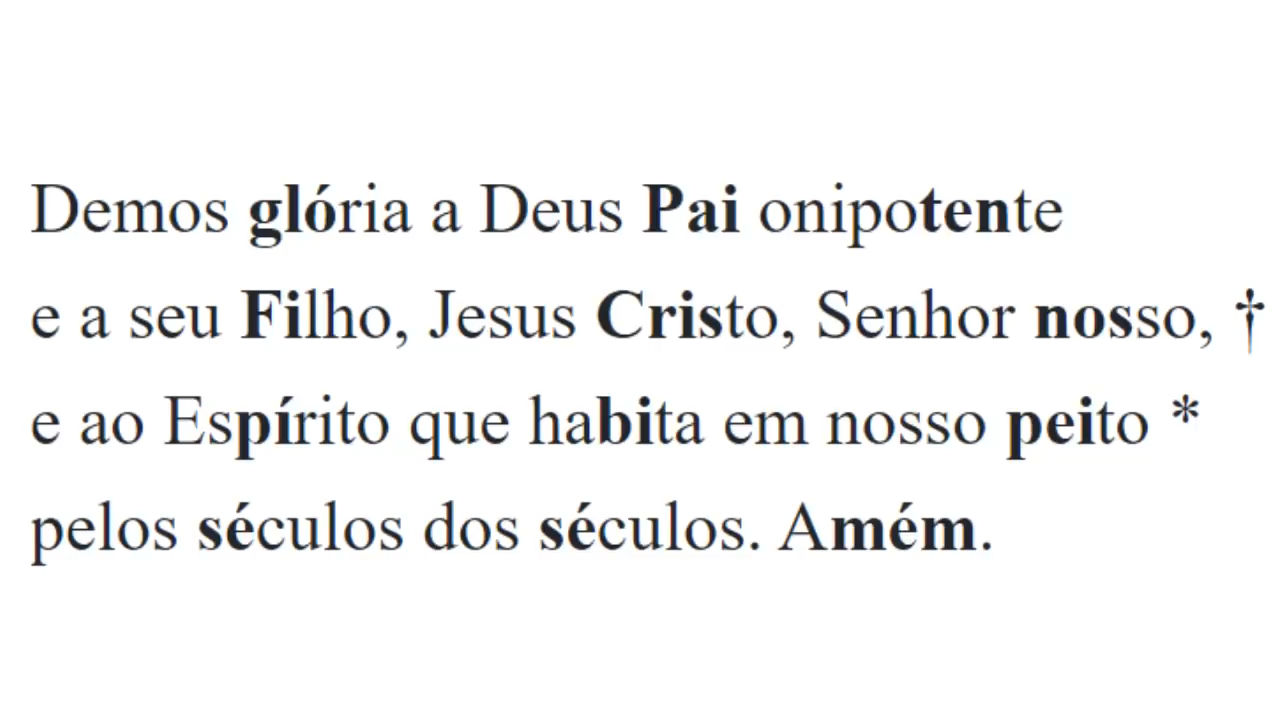 Demos glória a Deus Pai onipotente
e a seu Filho, Jesus Cristo, Senhor nosso, †
e ao Espírito que habita em nosso peito *
pelos séculos dos séculos. Amém.